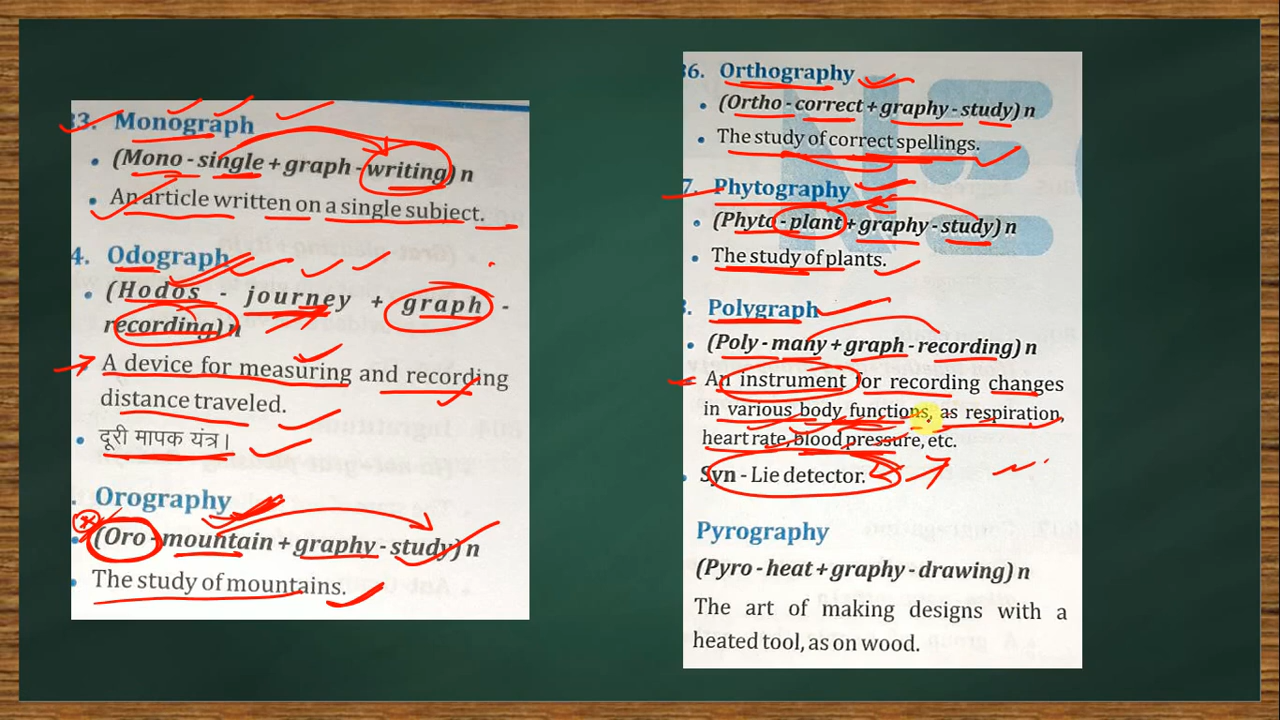 33. Monograph
(Mono - single + graph - writing) n
An article written on a single subject.
4. Odograph
(Hodos - journey + graph -
recording) n
A device for measuring and recording
distance traveled.
दूरी मापक यंत्र।
Orography
(Oro - mountain + graphy - study) n
The study of mountains.
36. Orthography
(Ortho - correct + graphy - study) n
The study of correct spellings.
7. Phytography
(Phyto - plant + graphy - study) n
The study of plants.
Polygraph
(Poly - many + graph - recording) n
An instrument for recording changes
in various body functions, as respiration,
heart rate, blood pressure, etc.
Syn - Lie detector.
Pyrography
(Pyro - heat + graphy - drawing) n
The art of making designs with a
heated tool, as on wood.